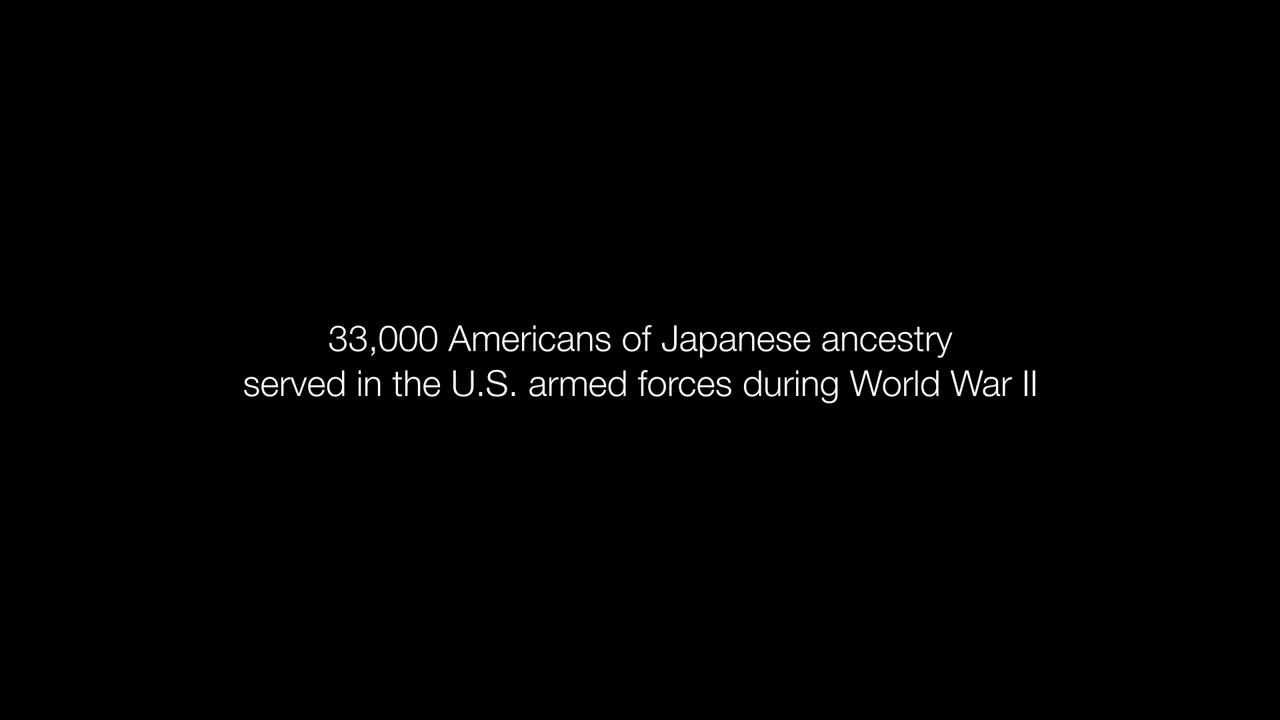 33,000 Americans of Japanese ancestry
served in the U.S. armed forces during World War II